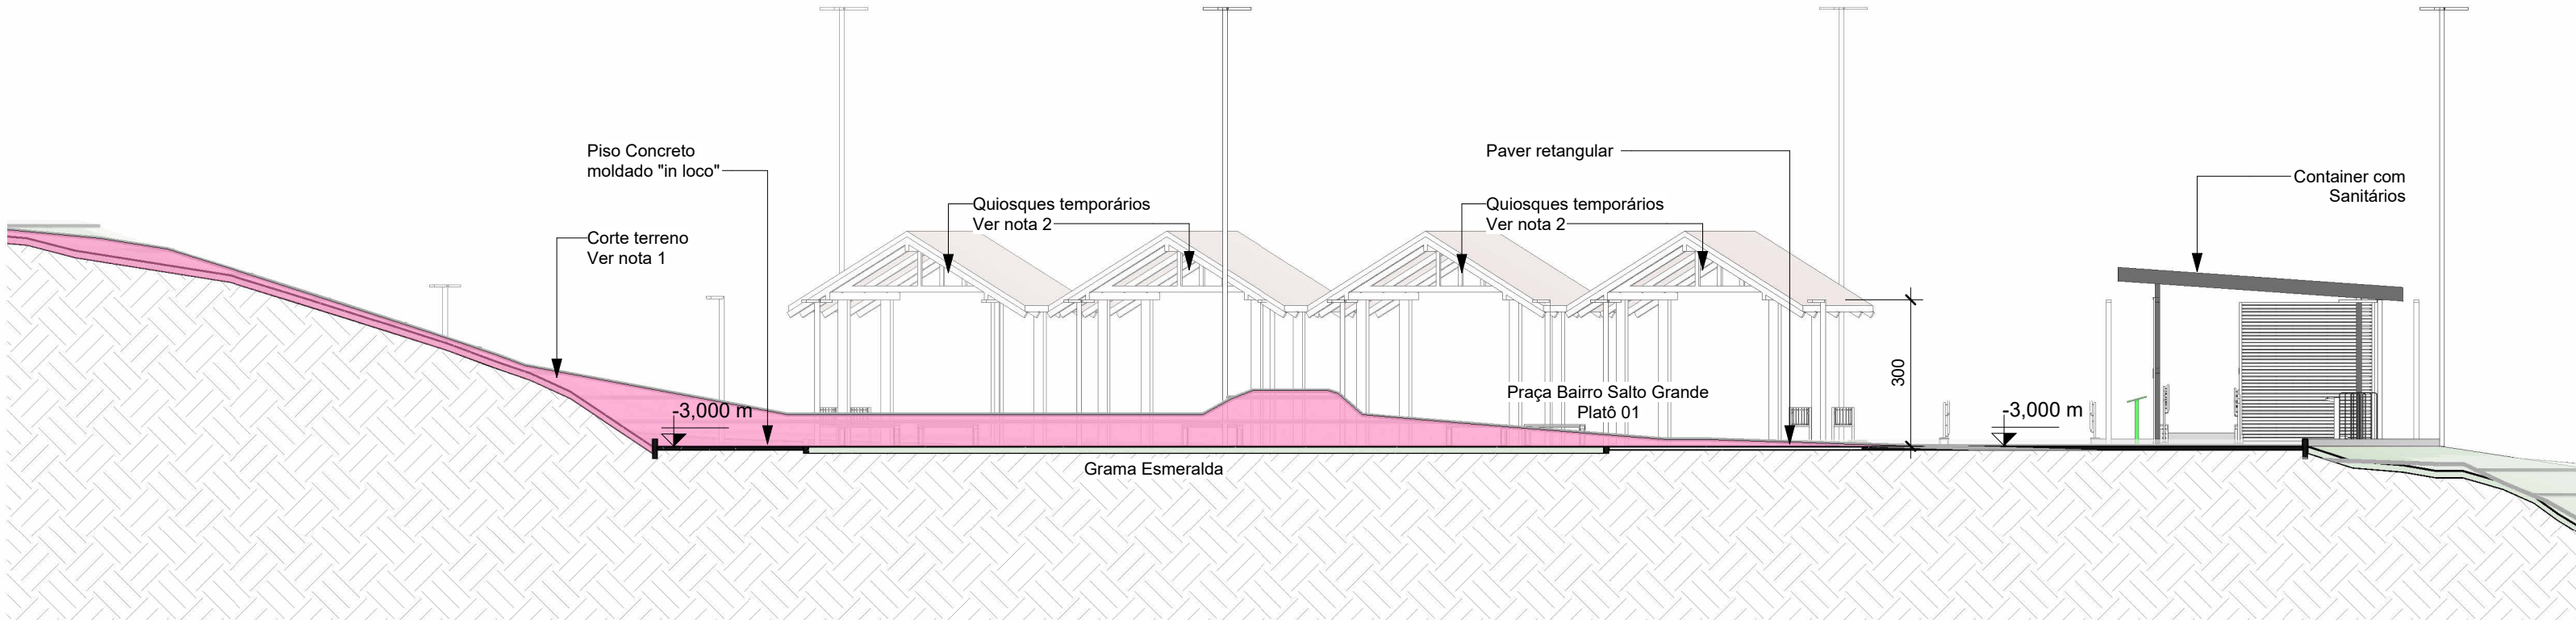 Piso Concreto
moldado "in loco"
Paver retangular
Container com
Sanitários
Quiosques temporários
Ver nota 2
Quiosques temporários
Ver nota 2
Corte terreno
Ver nota 1
300
Praça Bairro Salto Grande
Platô 01
-3,000 m
-3,000 m
Grama Esmeralda